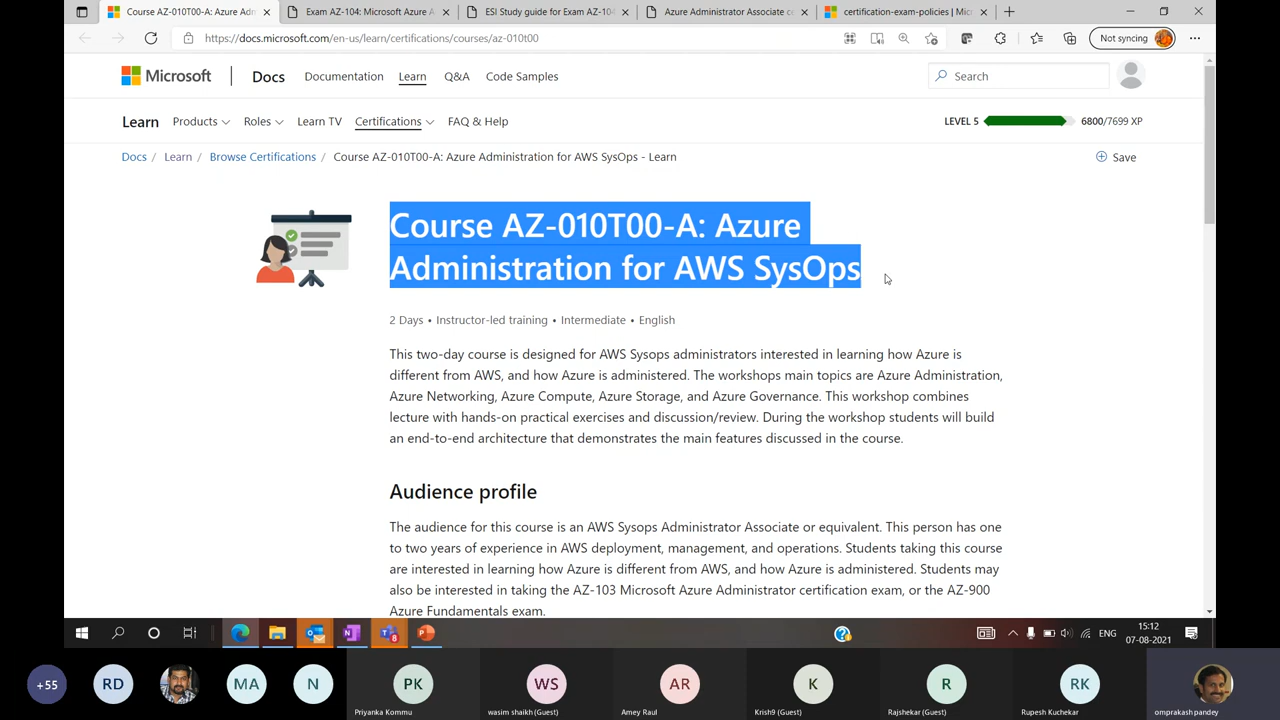 Course AZ-010T00-A: Azure Adm
Exam AZ-104: Microsoft Azure A
ESI Study guide for Exam AZ-104
Azure Administrator Associate ce
certification-exam-policies | Mic
https://docs.microsoft.com/en-us/learn/certifications/courses/az-010t00
Not syncing
Microsoft
Docs
Documentation
Learn
Q&A
Code Samples
Search
Learn
Products
Roles
Learn TV
Certifications
FAQ & Help
LEVEL 5
6800/7699 XP
Docs / Learn / Browse Certifications / Course AZ-010T00-A: Azure Administration for AWS SysOps - Learn
Save
Course AZ-010T00-A: Azure
Administration for AWS SysOps
2 Days • Instructor-led training • Intermediate • English
This two-day course is designed for AWS Sysops administrators interested in learning how Azure is
different from AWS, and how Azure is administered. The workshops main topics are Azure Administration,
Azure Networking, Azure Compute, Azure Storage, and Azure Governance. This workshop combines
lecture with hands-on practical exercises and discussion/review. During the workshop students will build
an end-to-end architecture that demonstrates the main features discussed in the course.
Audience profile
The audience for this course is an AWS Sysops Administrator Associate or equivalent. This person has one
to two years of experience in AWS deployment, management, and operations. Students taking this course
are interested in learning how Azure is different from AWS, and how Azure is administered. Students may
also be interested in taking the AZ-103 Microsoft Azure Administrator certification exam, or the AZ-900
Azure Fundamentals exam.
8
ENG
15:12
07-08-2021
+55
RD
MA
N
PK
Priyanka Kommu
WS
wasim shaikh (Guest)
AR
Amey Raul
K
Krish9 (Guest)
R
Rajshekar (Guest)
RK
Rupesh Kuchekar
omprakash pandey